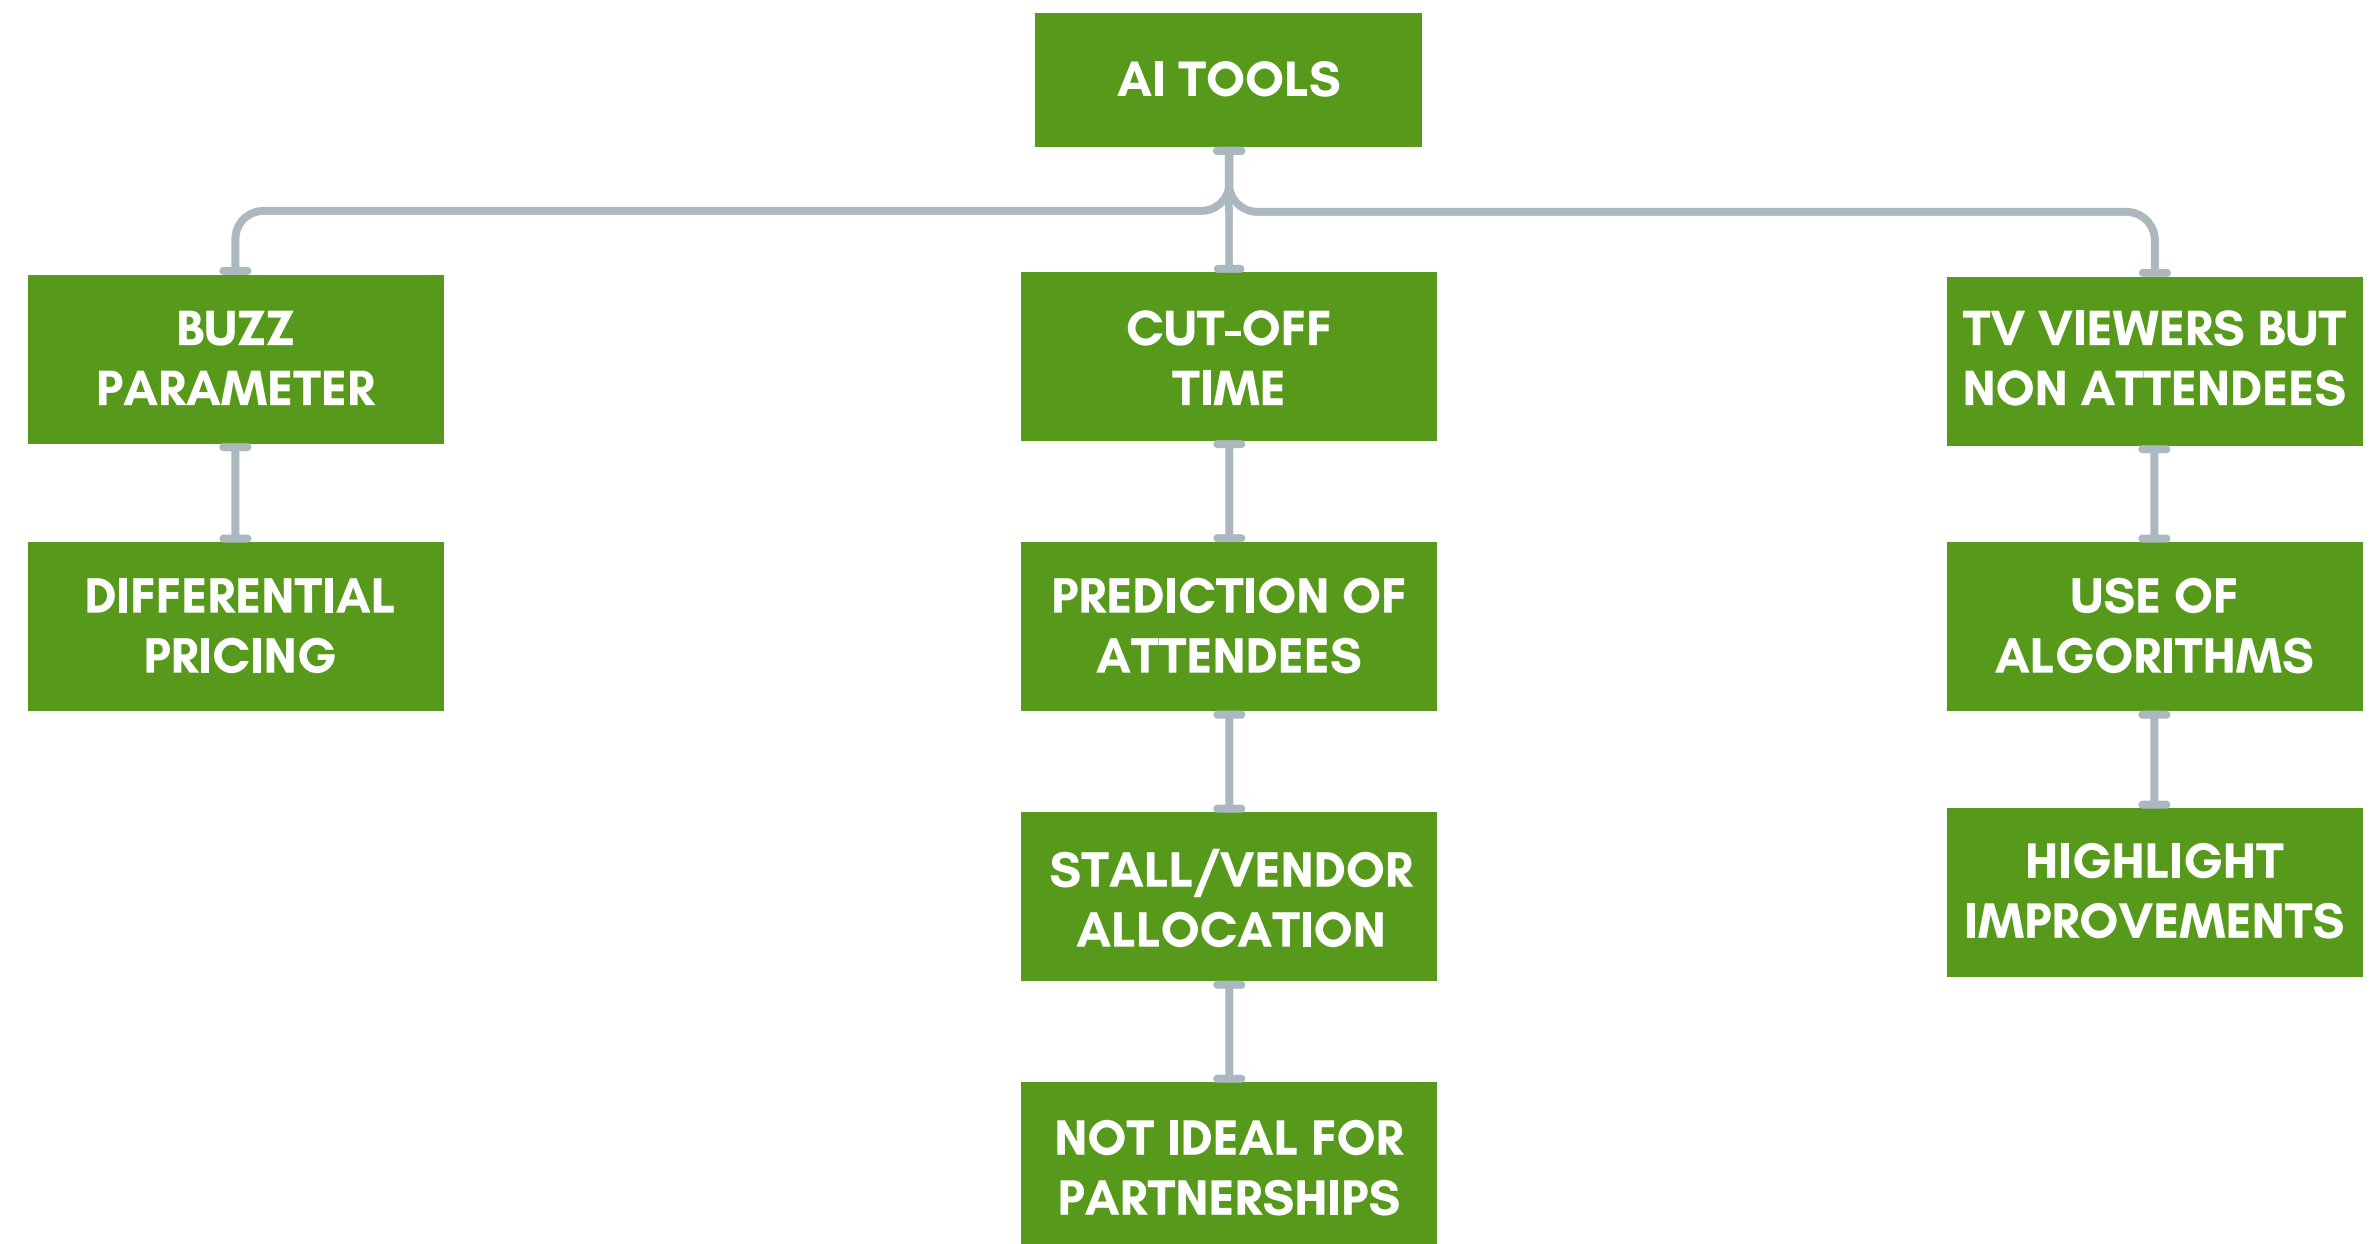 AI TOOLS
BUZZ
PARAMETER
CUT-OFF
TIME
TV VIEWERS BUT
NON ATTENDEES
DIFFERENTIAL
PRICING
PREDICTION OF
ATTENDEES
USE OF
ALGORITHMS
STALL/VENDOR
ALLOCATION
HIGHLIGHT
IMPROVEMENTS
NOT IDEAL FOR
PARTNERSHIPS